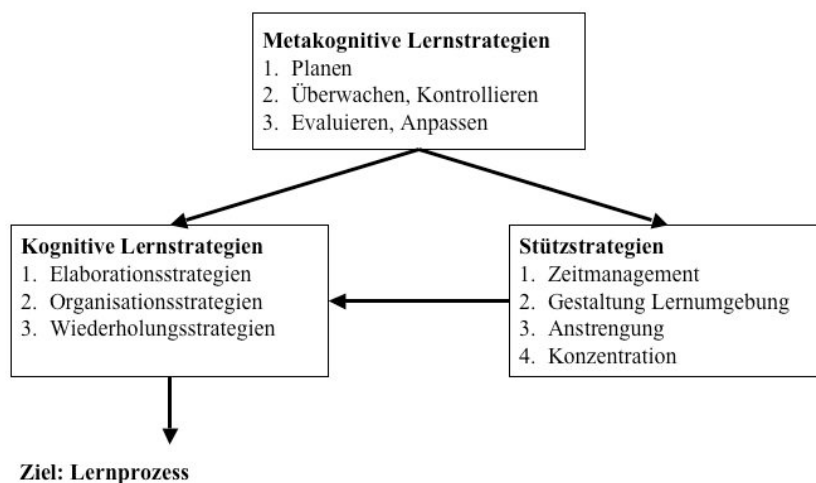 Metakognitive Lernstrategien
1. Planen
2. Überwachen, Kontrollieren
3. Evaluieren, Anpassen
Kognitive Lernstrategien
1. Elaborationsstrategien
2. Organisationsstrategien
3. Wiederholungsstrategien
Stützstrategien
1. Zeitmanagement
2. Gestaltung Lernumgebung
3. Anstrengung
4. Konzentration
Ziel: Lernprozess